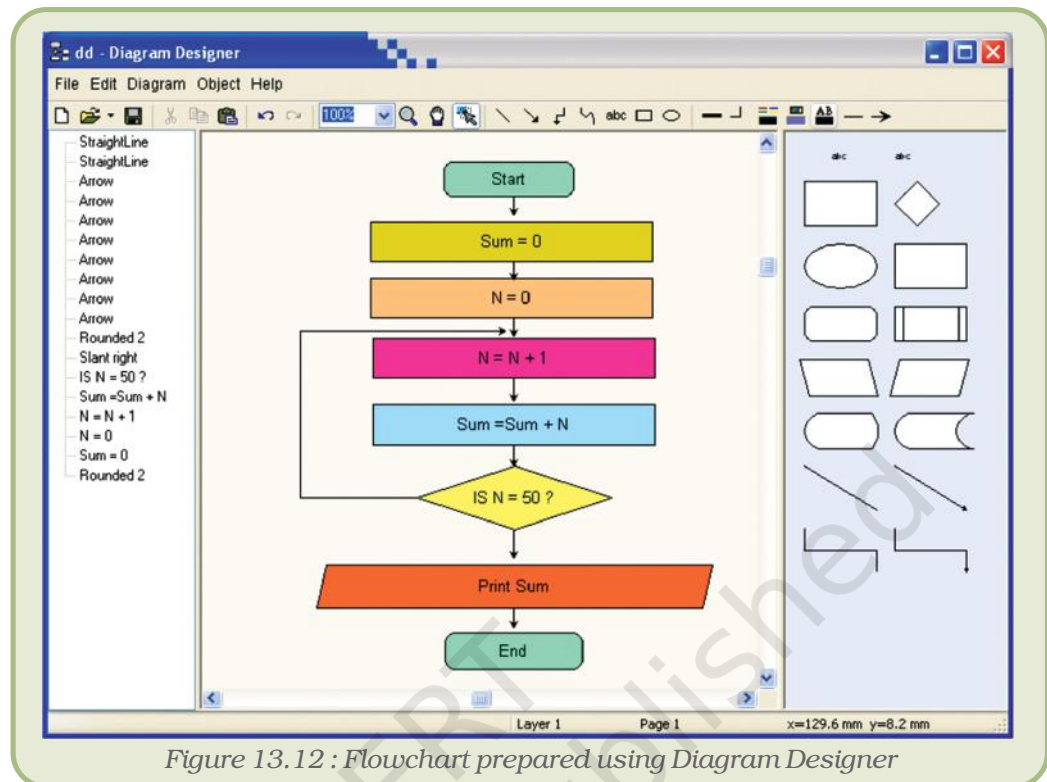 dd - Diagram Designer
File Edit Diagram Object Help
100%
abc
StraightLine
StraightLine
Arrow
Arrow
Arrow
Arrow
Arrow
Arrow
Arrow
Arrow
Rounded 2
Slant right
IS N = 50 ?
Sum =Sum + N
N = N + 1
N = 0
Sum = 0
Rounded 2
Start
Sum = 0
N = 0
N = N + 1
Sum =Sum + N
IS N = 50 ?
Print Sum
End
abc abc
Layer 1 Page 1 x=129.6 mm y=8.2 mm
Figure 13.12 : Flowchart prepared using Diagram Designer